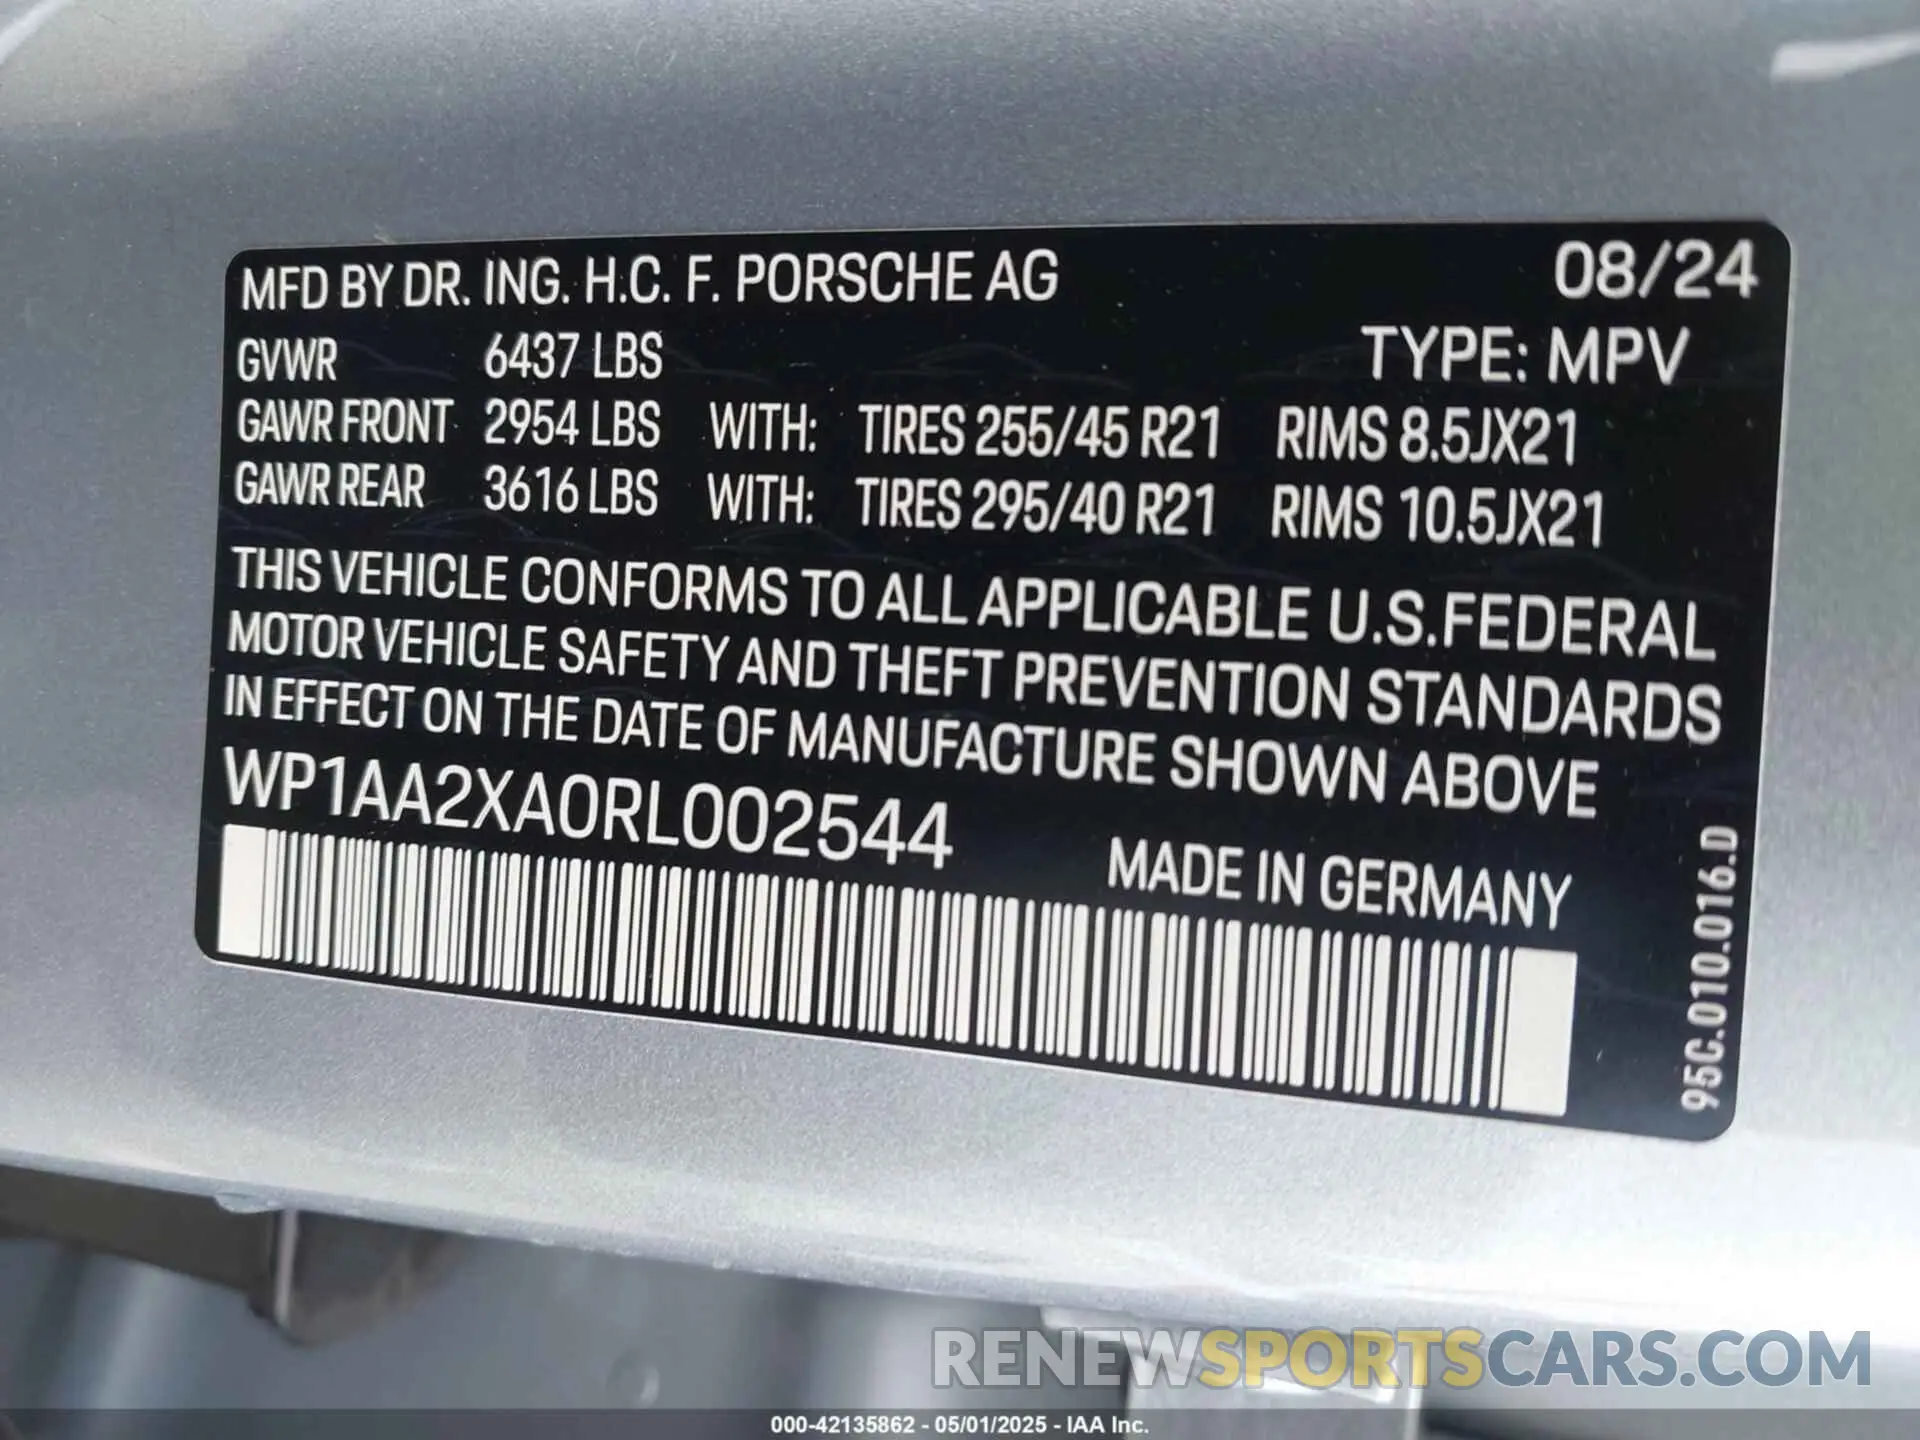 MFD BY DR. ING. H.C. F. PORSCHE AG 08/24
TYPE: MPV
GVWR 6437 LBS
GAWR FRONT 2954 LBS WITH: TIRES 255/45 R21 RIMS 8.5JX21
GAWR REAR 3616 LBS WITH: TIRES 295/40 R21 RIMS 10.5JX21
THIS VEHICLE CONFORMS TO ALL APPLICABLE U.S.FEDERAL
MOTOR VEHICLE SAFETY AND THEFT PREVENTION STANDARDS
IN EFFECT ON THE DATE OF MANUFACTURE SHOWN ABOVE
WP1AA2XA0RL002544
MADE IN GERMANY
95C.010.016.D
RENEWSPORTSCARS.COM
000-42135862 - 05/01/2025 - IAA Inc.